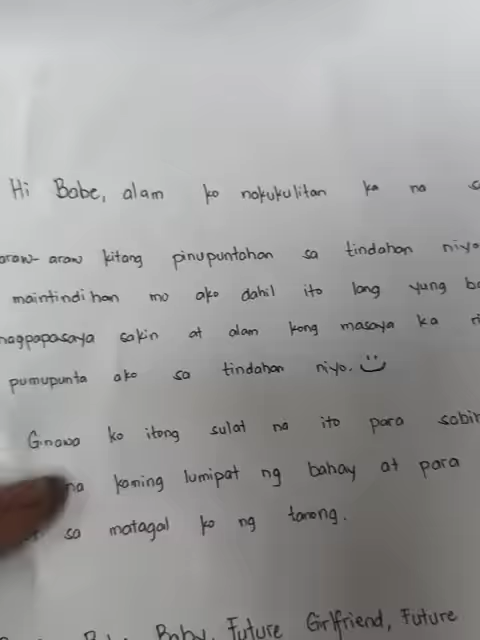 Hi Babe, alam ko nakukulitan ka na
araw-araw kitang pinupuntahan sa tindahan niyo
maintindihan mo ako dahil ito lang yung
nagpapasaya sakin at alam kong masaya ka
pumupunta ako sa tindahan niyo. :)
Ginawa ko itong sulat na ito para sabih
na kaming lumipat ng bahay at para
sa matagal ko ng tanong.
Baby, Future Girlfriend, Future